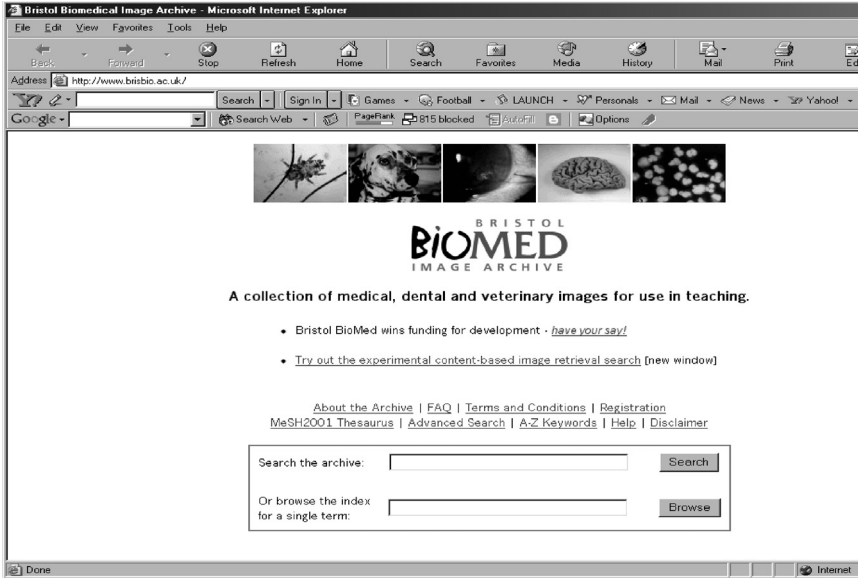 Bristol Biomedical Image Archive - Microsoft Internet Explorer
File Edit View Favorites Tools Help
Back Forward Stop Refresh Home Search Favorites Media History Mail Print Ed
Address http://www.brisbio.ac.uk/
Y? Search Sign In Games Football LAUNCH Personals Mail News Yahoo!
Google Search Web PageRank 815 blocked AutoFill Options
BRISTOL
BioMED
IMAGE ARCHIVE
A collection of medical, dental and veterinary images for use in teaching.
• Bristol BioMed wins funding for development - have your say!
• Try out the experimental content-based image retrieval search [new window]
About the Archive | FAQ | Terms and Conditions | Registration
MeSH2001 Thesaurus | Advanced Search | A-Z Keywords | Help | Disclaimer
Search the archive: Search
Or browse the index
for a single term: Browse
Done Internet